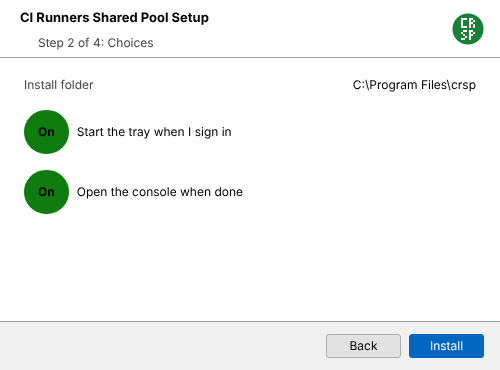 CI Runners Shared Pool Setup
Step 2 of 4: Choices
CR
SP
Install folder
C:\Program Files\crsp
On
Start the tray when I sign in
On
Open the console when done
Back
Install